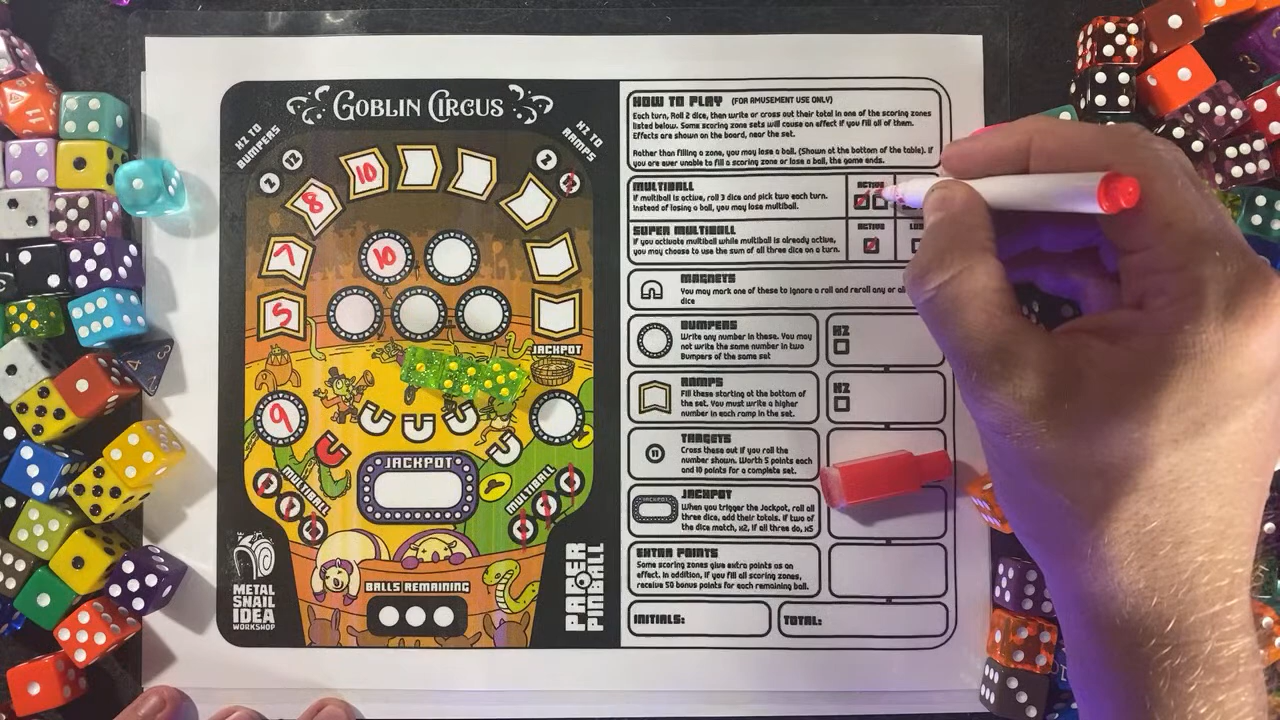 GOBLIN CIRCUS
X2 TO
BUMPERS
X2 TO
RAMPS
2
12
2
8
10
7
10
5
9
JACKPOT
JACKPOT
MULTIBALL
MULTIBALL
BALLS REMAINING
METAL
SNAIL
IDEA
WORKSHOP
PAPER
PINBALL
HOW TO PLAY (FOR AMUSEMENT USE ONLY)
Each turn, Roll 2 dice, then write or cross out their total in one of the scoring zones
listed below. Some scoring zone sets will cause an effect if you fill all of them.
Effects are shown on the board, near the set.
Rather than filling a zone, you may lose a ball. (Shown at the bottom of the table). If
you are ever unable to fill a scoring zone or lose a ball, the game ends.
MULTIBALL
If multiball is active, roll 3 dice and pick two each turn.
Instead of losing a ball, you may lose multiball.
ACTIVE
SUPER MULTIBALL
If you activate multiball while multiball is already active,
you may choose to use the sum of all three dice on a turn.
ACTIVE
MAGNETS
You may mark one of these to ignore a roll and reroll any or
dice
BUMPERS
Write any number in these. You may
not write the same number in two
Bumpers of the same set
X2
RAMPS
Fill these starting at the bottom of
the set. You must write a higher
number in each ramp in the set.
X2
TARGETS
Cross these out if you roll the
number shown. Worth 5 points each
and 10 points for a complete set.
JACKPOT
JACKPOT
When you trigger the Jackpot, roll all
three dice, add their totals. If two of
the dice match, x2, if all three do, x5
EXTRA POINTS
Some scoring zones give extra points as an
effect. In addition, if you fill all scoring zones,
receive 50 bonus points for each remaining ball.
INITIALS:
TOTAL: